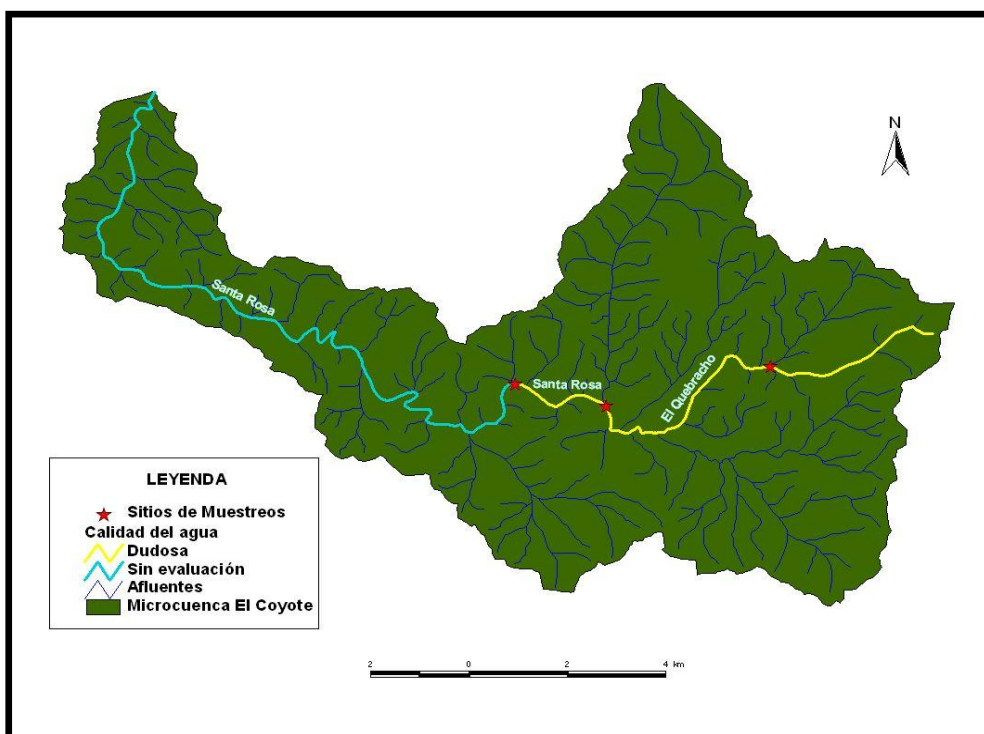 N
Santa Rosa
Santa Rosa
El Quebracho
LEYENDA
Sitios de Muestreos
Calidad del agua
Dudosa
Sin evaluación
Afluentes
Microcuenca El Coyote
2 0 2 4 km